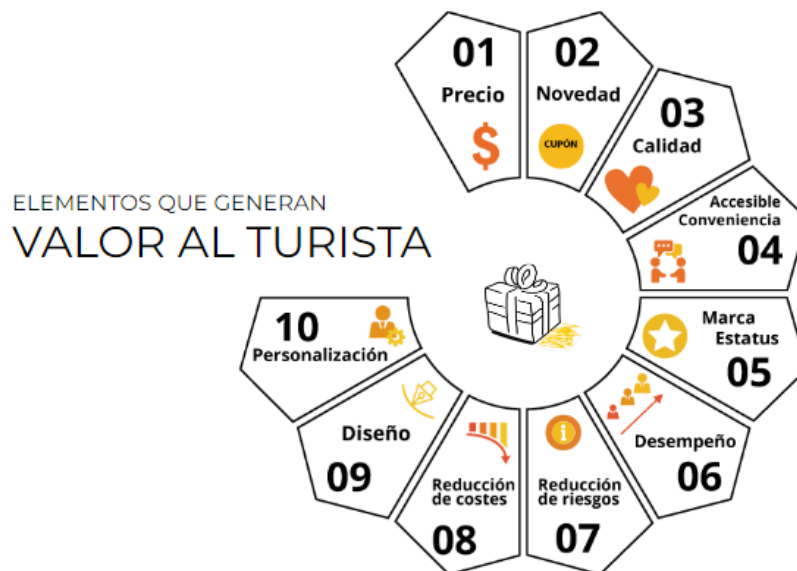 ELEMENTOS QUE GENERAN
VALOR AL TURISTA
01
Precio
$
02
Novedad
CUPÓN
03
Calidad
Accesible
Conveniencia
04
Marca
Estatus
05
Desempeño
06
i
Reducción
de riesgos
07
Reducción
de costes
08
Diseño
09
10
Personalización